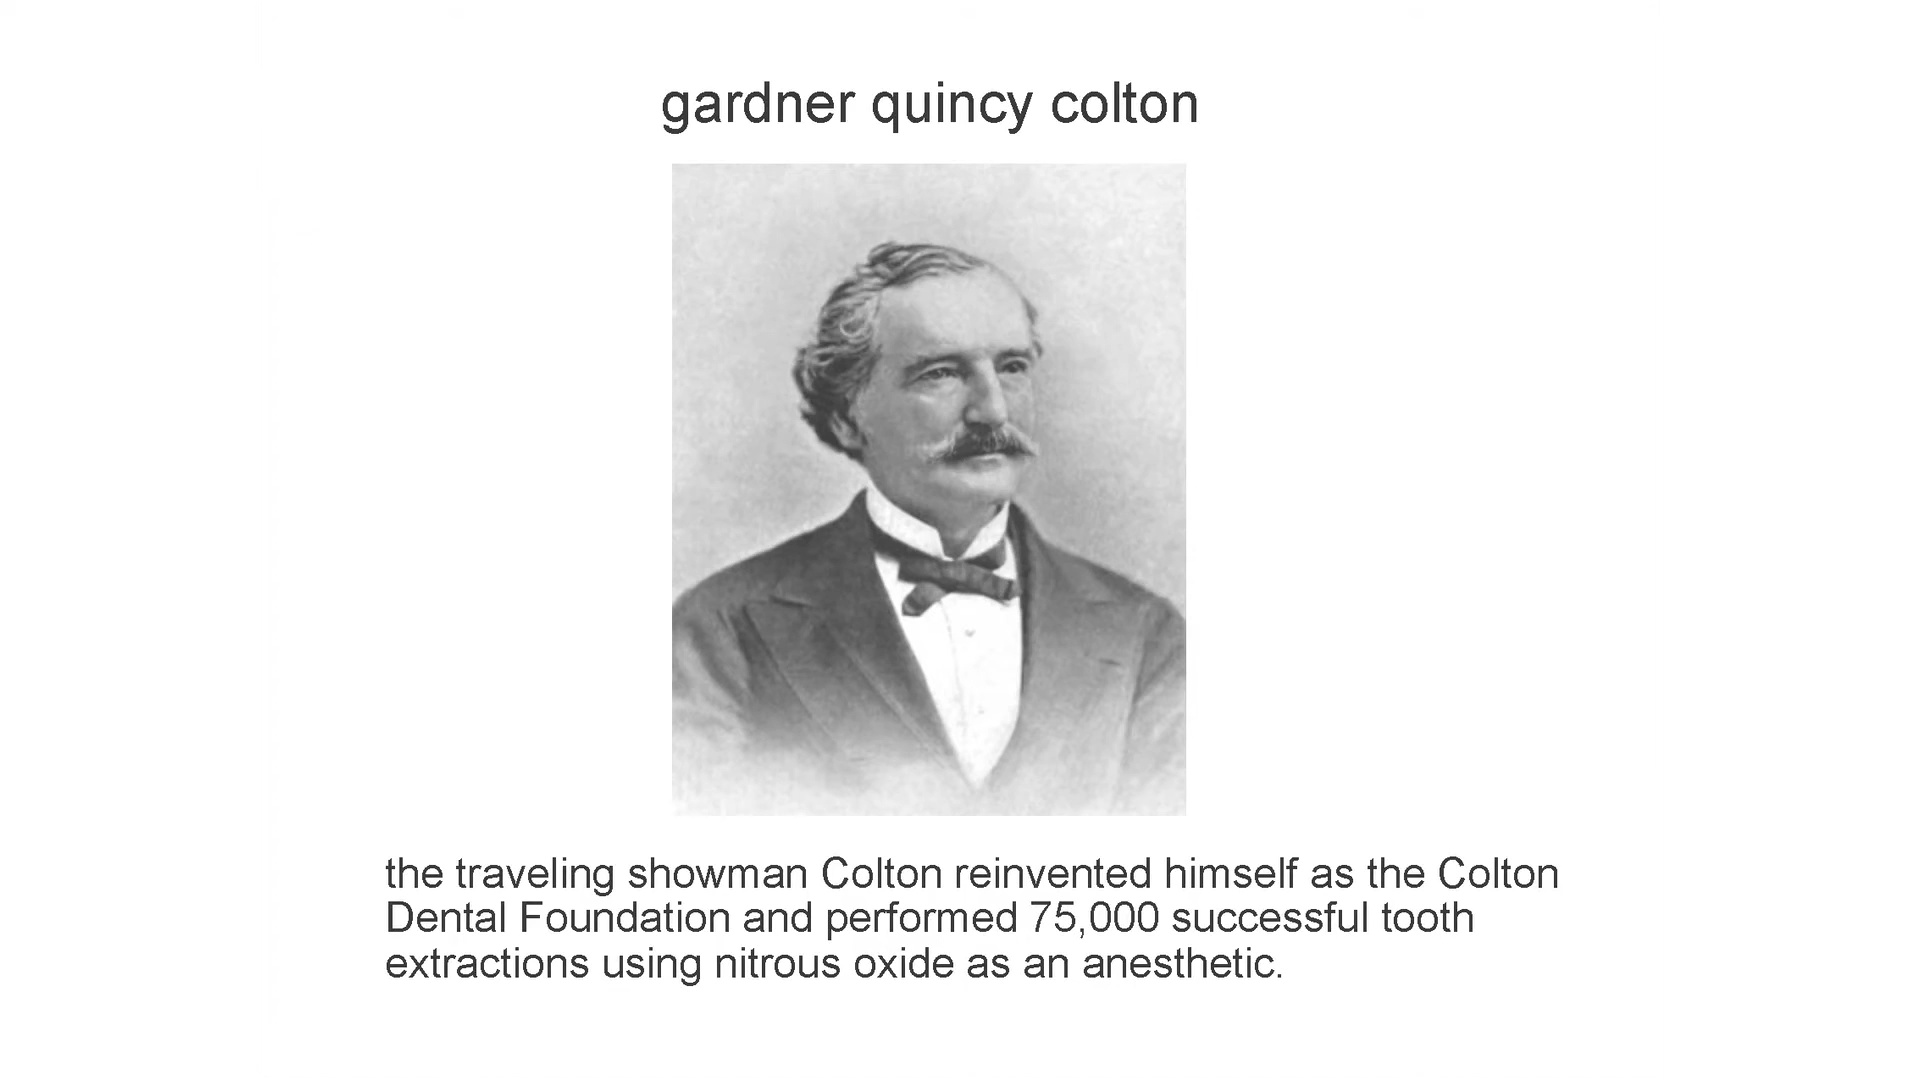 gardner quincy colton
the traveling showman Colton reinvented himself as the Colton
Dental Foundation and performed 75,000 successful tooth
extractions using nitrous oxide as an anesthetic.